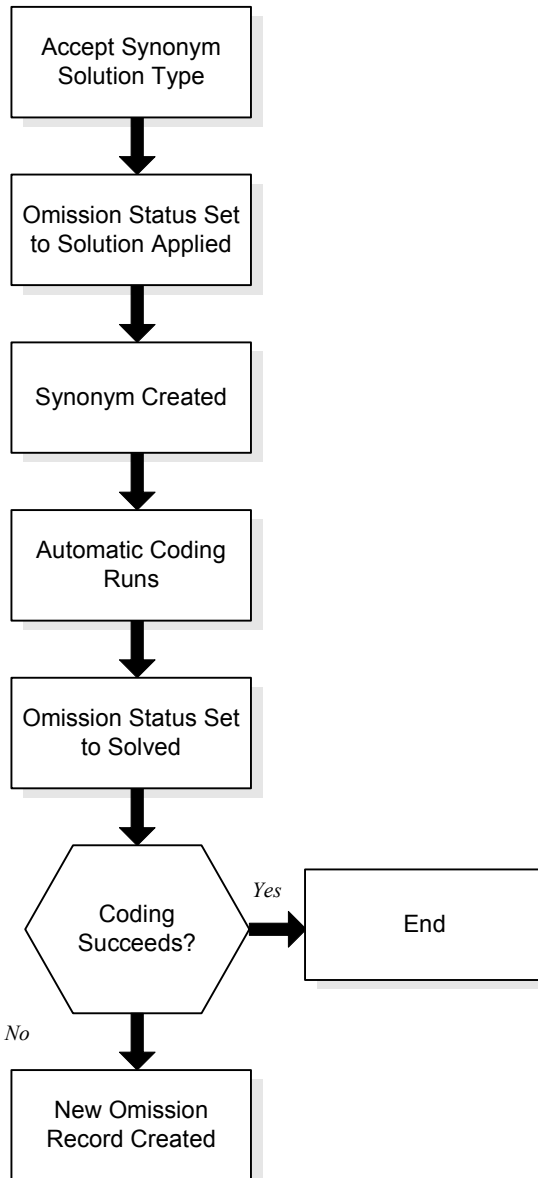 Accept Synonym
Solution Type
Omission Status Set
to Solution Applied
Synonym Created
Automatic Coding
Runs
Omission Status Set
to Solved
Coding
Succeeds?
Yes
End
No
New Omission
Record Created